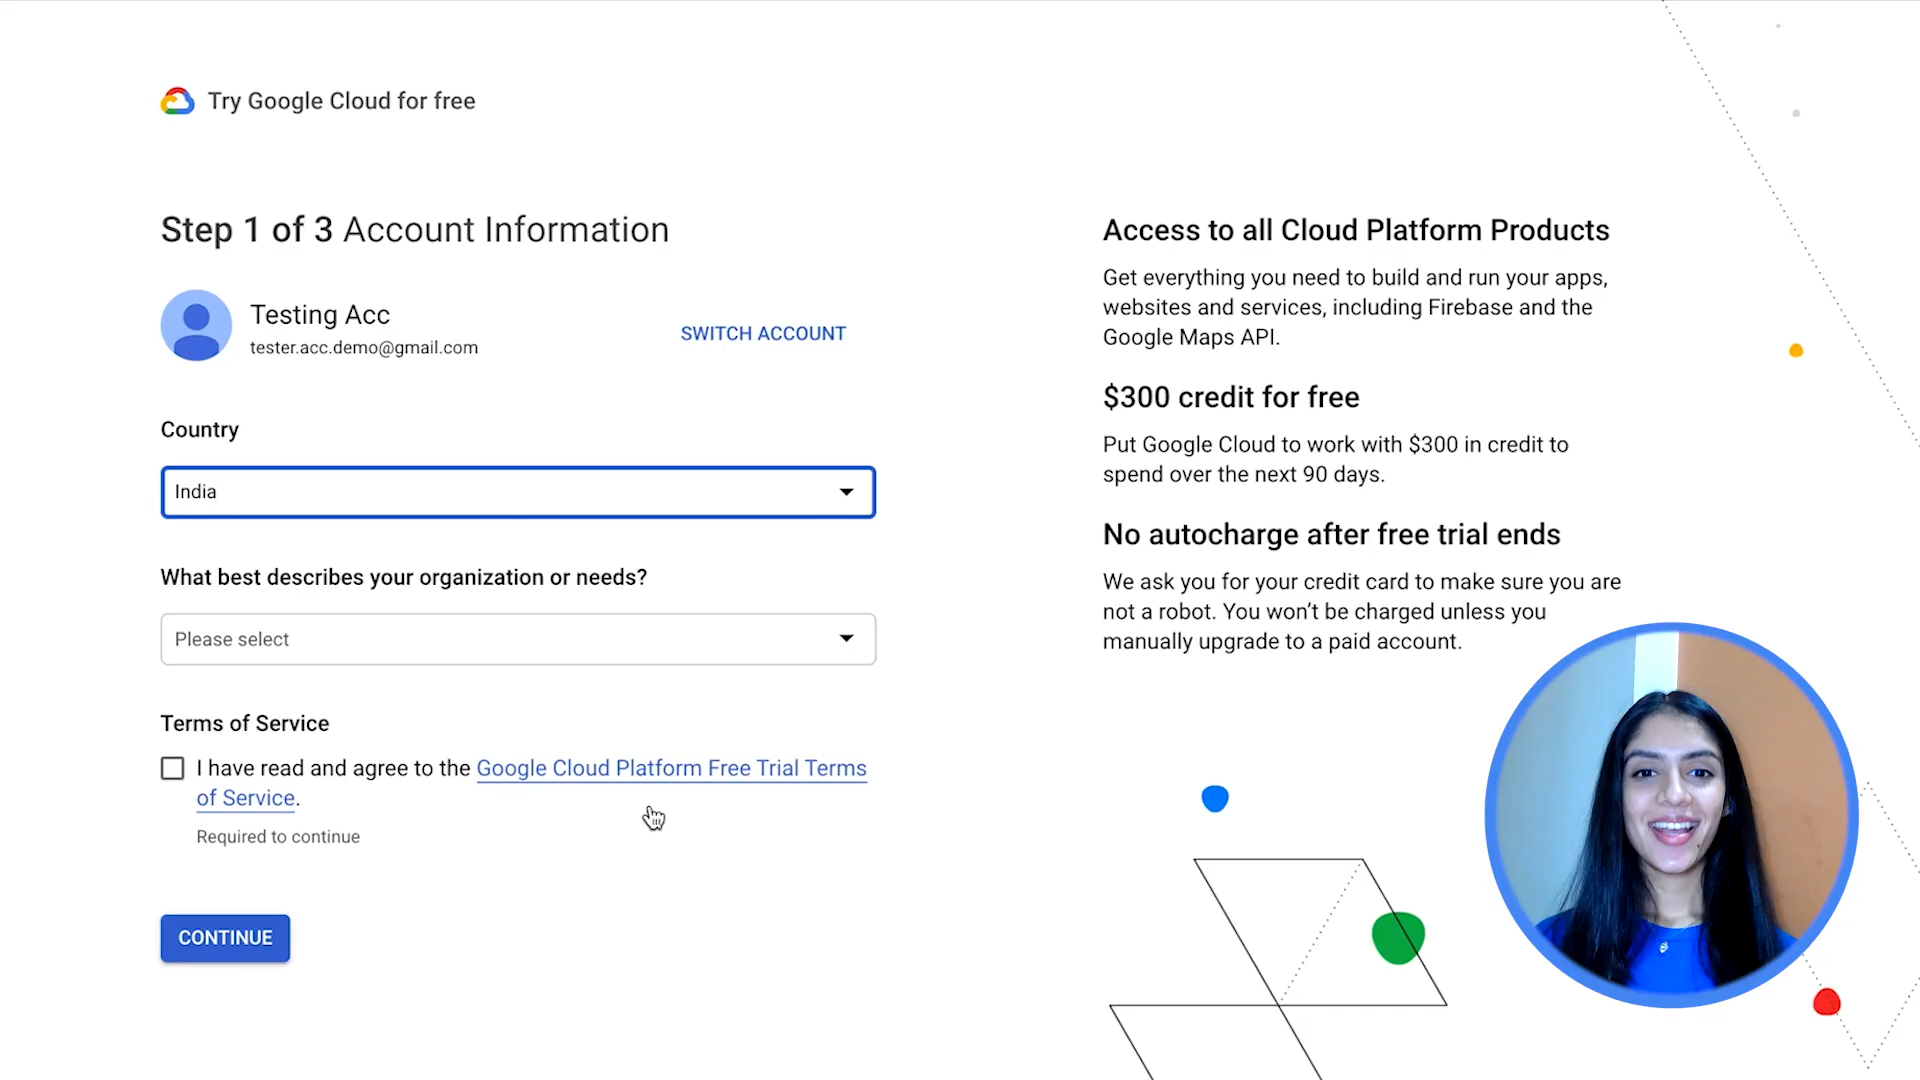 Try Google Cloud for free
Step 1 of 3 Account Information
Testing Acc
tester.acc.demo@gmail.com
SWITCH ACCOUNT
Country
India
What best describes your organization or needs?
Please select
Terms of Service
I have read and agree to the Google Cloud Platform Free Trial Terms
of Service.
Required to continue
CONTINUE
Access to all Cloud Platform Products
Get everything you need to build and run your apps,
websites and services, including Firebase and the
Google Maps API.
$300 credit for free
Put Google Cloud to work with $300 in credit to
spend over the next 90 days.
No autocharge after free trial ends
We ask you for your credit card to make sure you are
not a robot. You won’t be charged unless you
manually upgrade to a paid account.